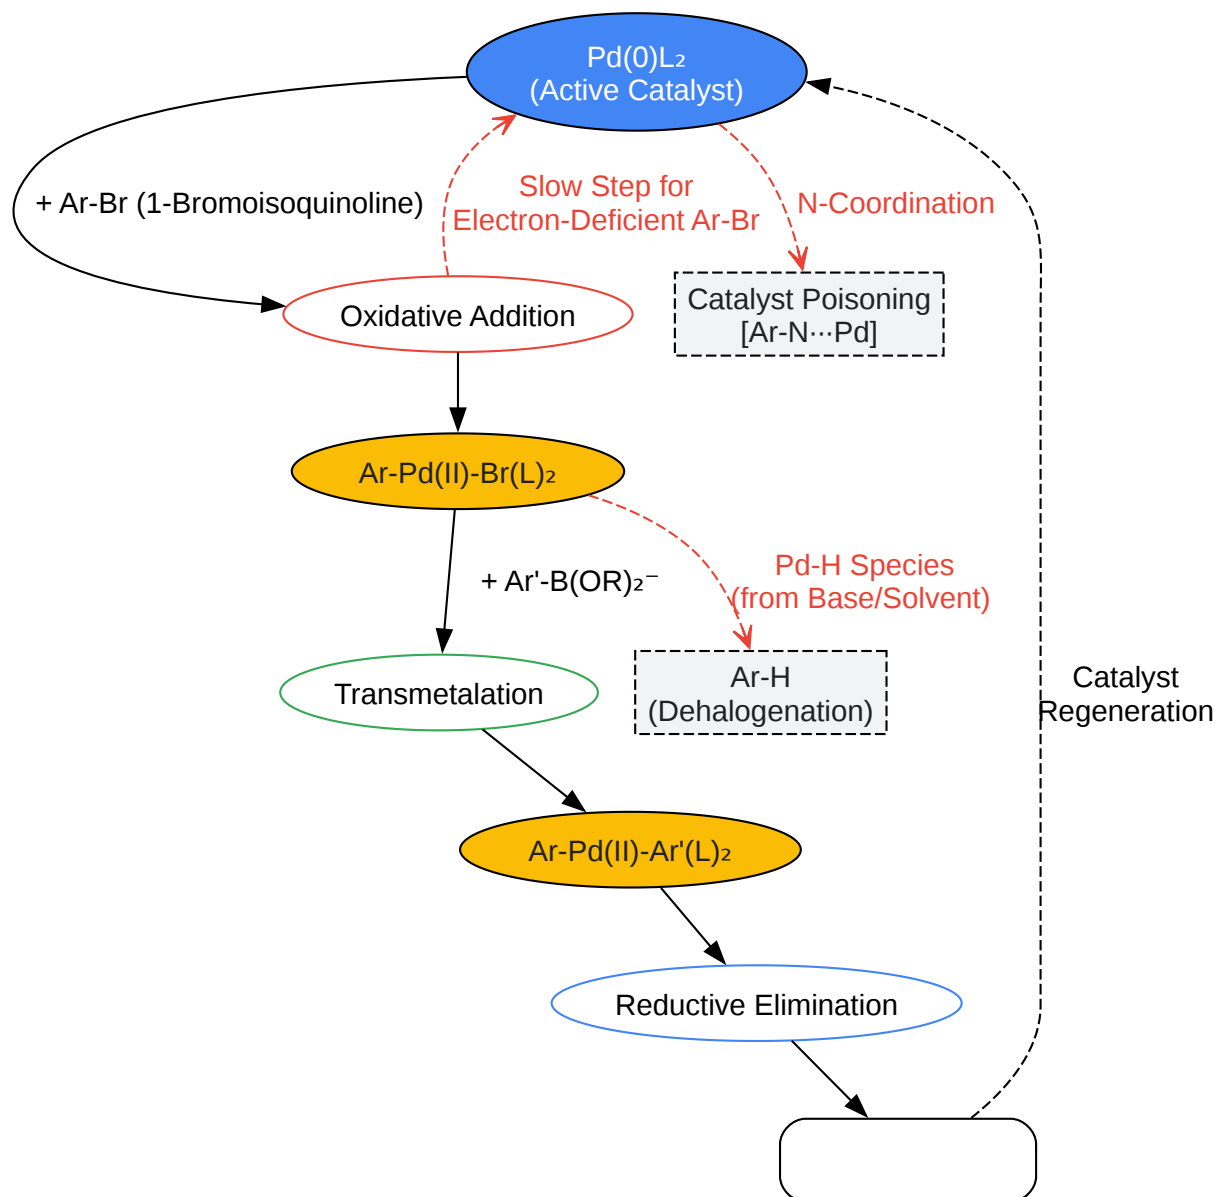 Pd(0)L₂
(Active Catalyst)
+ Ar-Br (1-Bromoisoquinoline)
Slow Step for
Electron-Deficient Ar-Br
N-Coordination
Oxidative Addition
Catalyst Poisoning
[Ar-N···Pd]
Ar-Pd(II)-Br(L)₂
+ Ar'-B(OR)₂⁻
Pd-H Species
(from Base/Solvent)
Transmetalation
Ar-H
(Dehalogenation)
Catalyst
Regeneration
Ar-Pd(II)-Ar'(L)₂
Reductive Elimination